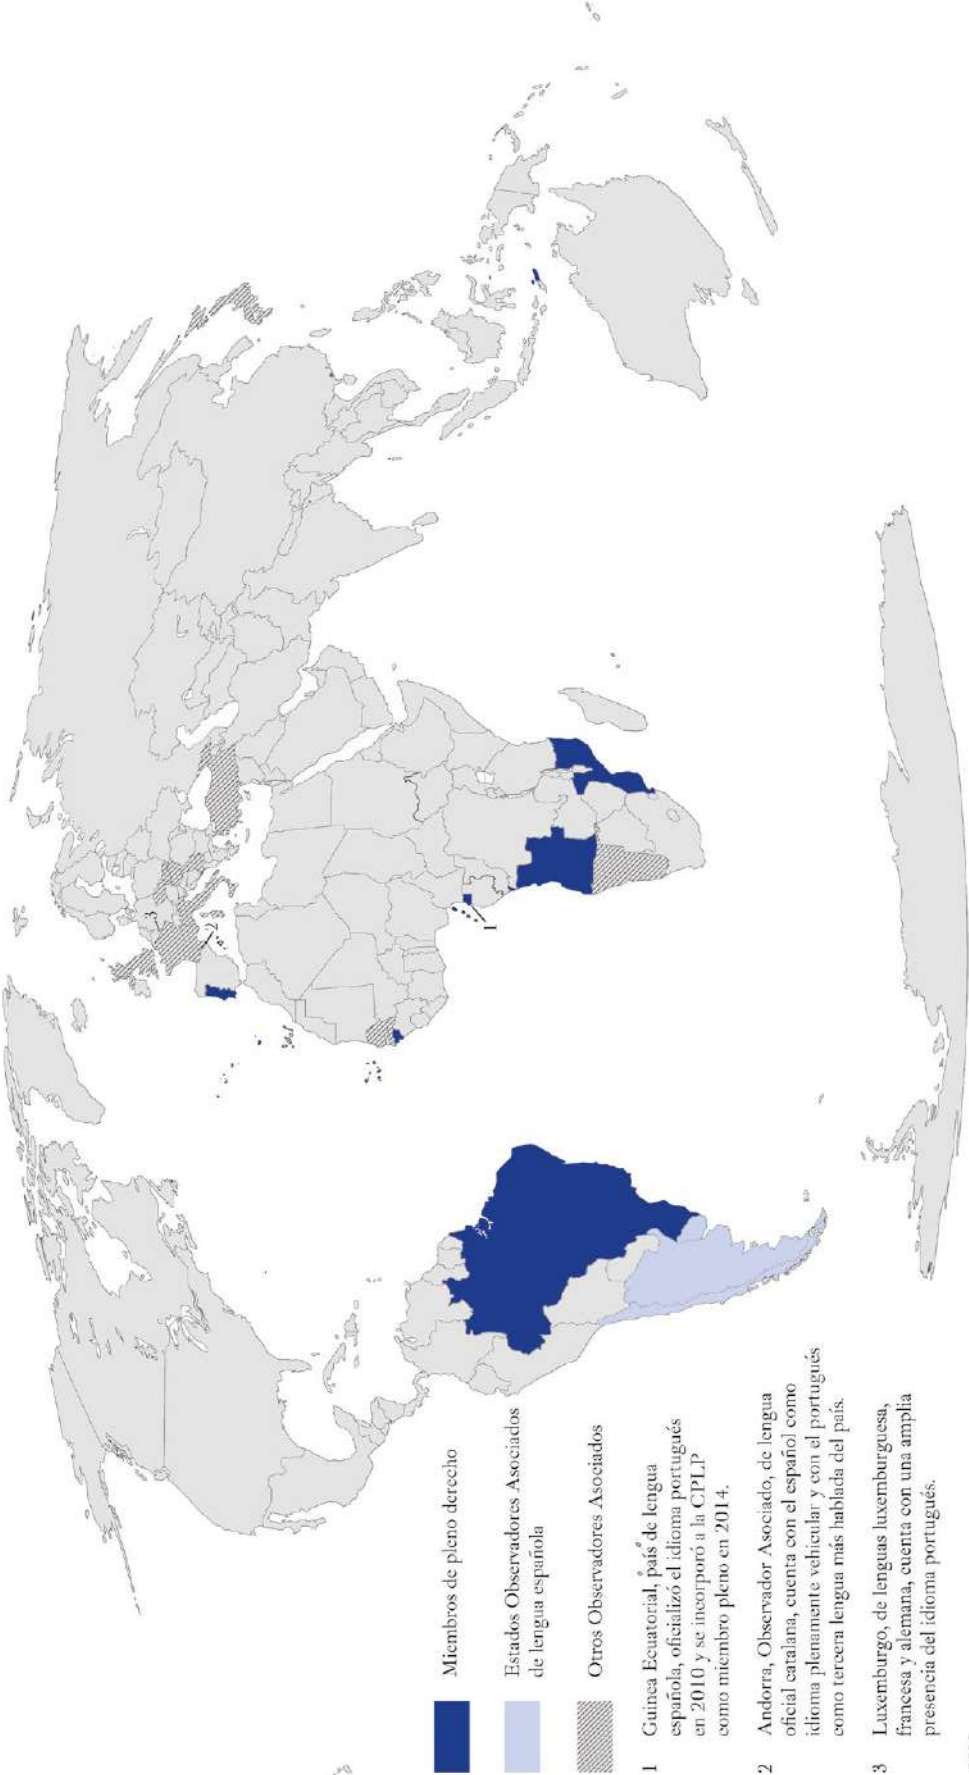 3
2
1
Miembros de pleno derecho
Estados Observadores Asociados
de lengua española
Otros Observadores Asociados
1 Guinea Ecuatorial, país de lengua
española, oficializó el idioma portugués
en 2010 y se incorporó a la CPLP
como miembro pleno en 2014.
2 Andorra, Observador Asociado, de lengua
oficial catalana, cuenta con el español como
idioma plenamente vehicular y con el portugués
como tercera lengua más hablada del país.
3 Luxemburgo, de lenguas luxemburguesa,
francesa y alemana, cuenta con una amplia
presencia del idioma portugués.